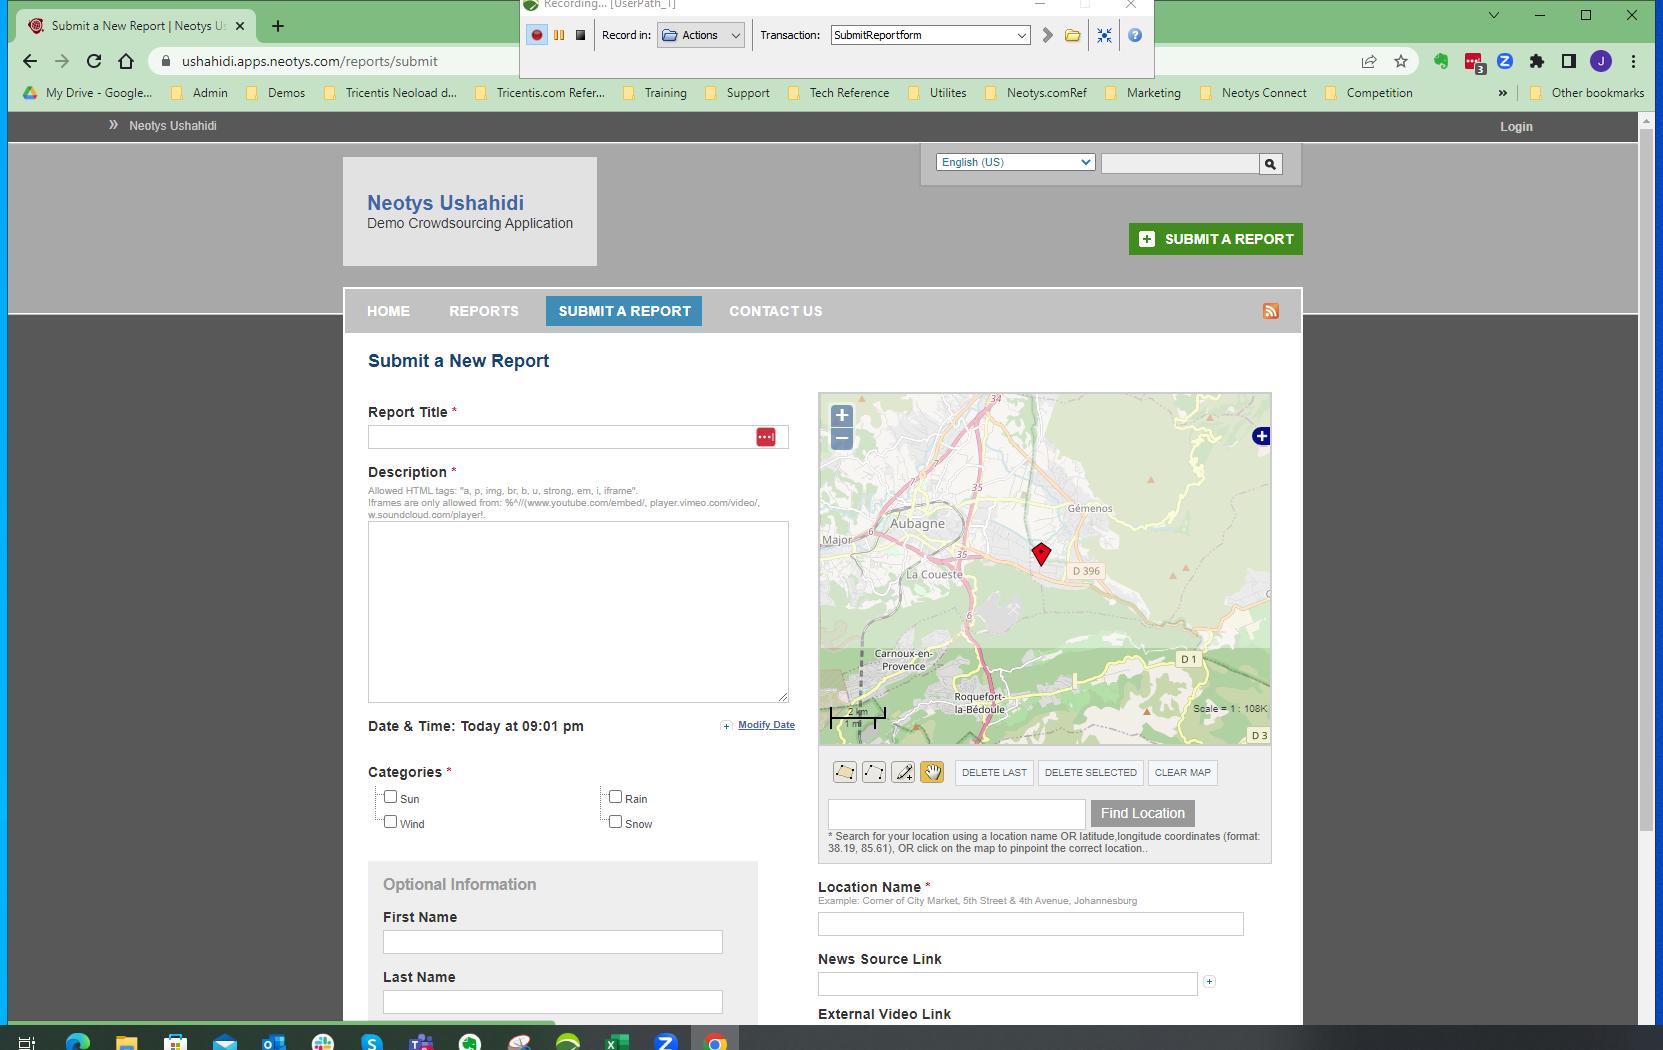 Recording... [UserPath_1]
Submit a New Report | Neotys Us
Record in: Actions Transaction: SubmitReportform
ushahidi.apps.neotys.com/reports/submit
3
J
My Drive - Google... Admin Demos Tricentis Neoload d... Tricentis.com Refer... Training Support Tech Reference Utilites Neotys.comRef Marketing Neotys Connect Competition » Other bookmarks
» Neotys Ushahidi Login
English (US)
Neotys Ushahidi
Demo Crowdsourcing Application
SUBMIT A REPORT
HOME REPORTS SUBMIT A REPORT CONTACT US
Submit a New Report
Report Title *
Description *
Allowed HTML tags: "a, p, img, br, b, u, strong, em, i, iframe".
Iframes are only allowed from: %^//(www.youtube.com/embed/, player.vimeo.com/video/,
w.soundcloud.com/player!.
Date & Time: Today at 09:01 pm Modify Date
Categories *
Sun Rain
Wind Snow
Optional Information
First Name
Last Name
34
7
35
Gémenos
6
Aubagne
Major
35
La Coueste
D 396
6
Carnoux-en-
Provence
D 1
Roquefort-
la-Bédoule
2 km
1 mi
Scale = 1 : 108K
D 3
DELETE LAST DELETE SELECTED CLEAR MAP
Find Location
* Search for your location using a location name OR latitude,longitude coordinates (format:
38.19, 85.61), OR click on the map to pinpoint the correct location..
Location Name *
Example: Corner of City Market, 5th Street & 4th Avenue, Johannesburg
News Source Link
External Video Link